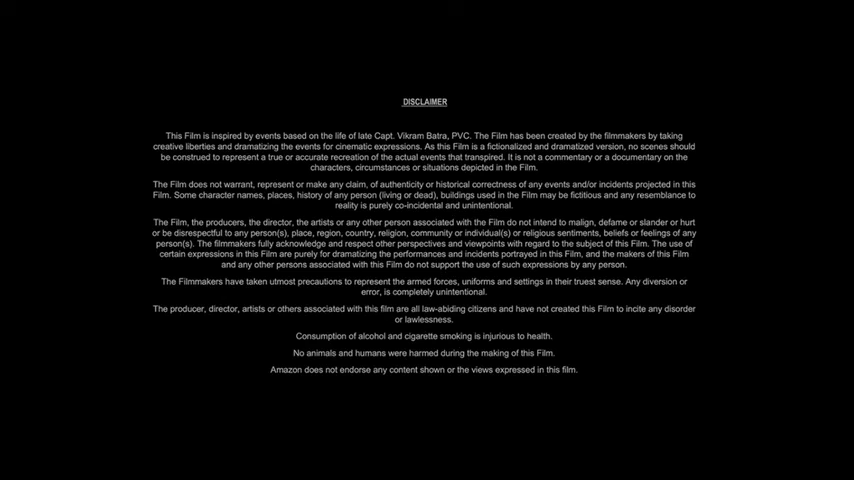 DISCLAIMER
This Film is inspired by events based on the life of late Capt. Vikram Batra, PVC. The Film has been created by the filmmakers by taking
creative liberties and dramatizing the events for cinematic expressions. As this Film is a fictionalized and dramatized version, no scenes should
be construed to represent a true or accurate recreation of the actual events that transpired. It is not a commentary or a documentary on the
characters, circumstances or situations depicted in the Film.
The Film does not warrant, represent or make any claim, of authenticity or historical correctness of any events and/or incidents projected in this
Film. Some character names, places, history of any person (living or dead), buildings used in the Film may be fictitious and any resemblance to
reality is purely co-incidental and unintentional.
The Film, the producers, the director, the artists or any other person associated with the Film do not intend to malign, defame or slander or hurt
or be disrespectful to any person(s), place, region, country, religion, community or individual(s) or religious sentiments, beliefs or feelings of any
person(s). The filmmakers fully acknowledge and respect other perspectives and viewpoints with regard to the subject of this Film. The use of
certain expressions in this Film are purely for dramatizing the performances and incidents portrayed in this Film, and the makers of this Film
and any other persons associated with this Film do not support the use of such expressions by any person.
The Filmmakers have taken utmost precautions to represent the armed forces, uniforms and settings in their truest sense. Any diversion or
error, is completely unintentional.
The producer, director, artists or others associated with this film are all law-abiding citizens and have not created this Film to incite any disorder
or lawlessness.
Consumption of alcohol and cigarette smoking is injurious to health.
No animals and humans were harmed during the making of this Film.
Amazon does not endorse any content shown or the views expressed in this film.